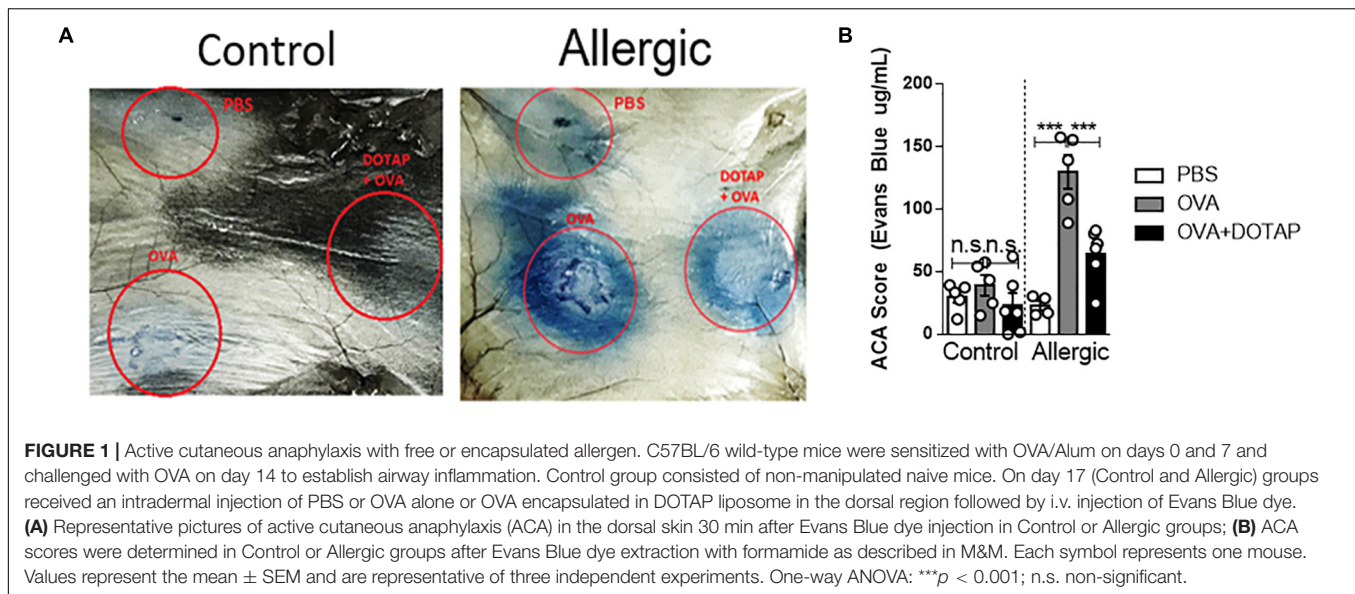 A
Control
Allergic
PBS
DOTAP
+ OVA
OVA
PBS
DOTAP
+ OVA
OVA
B
ACA Score (Evans Blue ug/mL)
200
150
100
50
0
n.s. n.s.
*** ***
Control
Allergic
PBS
OVA
OVA+DOTAP
FIGURE 1 | Active cutaneous anaphylaxis with free or encapsulated allergen. C57BL/6 wild-type mice were sensitized with OVA/Alum on days 0 and 7 and
challenged with OVA on day 14 to establish airway inflammation. Control group consisted of non-manipulated naive mice. On day 17 (Control and Allergic) groups
received an intradermal injection of PBS or OVA alone or OVA encapsulated in DOTAP liposome in the dorsal region followed by i.v. injection of Evans Blue dye.
(A) Representative pictures of active cutaneous anaphylaxis (ACA) in the dorsal skin 30 min after Evans Blue dye injection in Control or Allergic groups; (B) ACA
scores were determined in Control or Allergic groups after Evans Blue dye extraction with formamide as described in M&M. Each symbol represents one mouse.
Values represent the mean ± SEM and are representative of three independent experiments. One-way ANOVA: ***p < 0.001; n.s. non-significant.